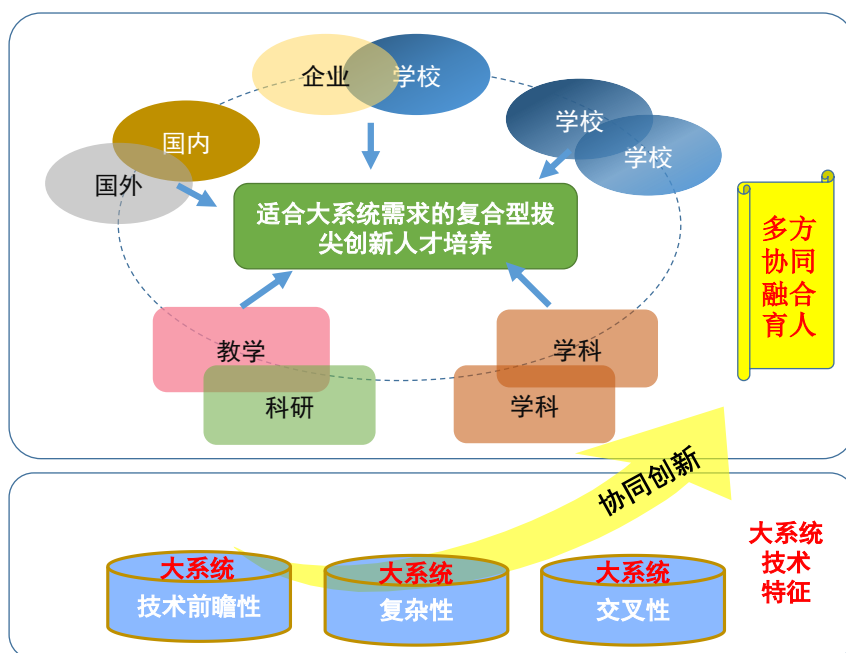 企业
学校
学校
学校
国内
国外
适合大系统需求的复合型拔
尖创新人才培养
多方
协同
融合
育人
教学
科研
学科
学科
协同创新
大系统
技术前瞻性
大系统
复杂性
大系统
交叉性
大系统
技术
特征